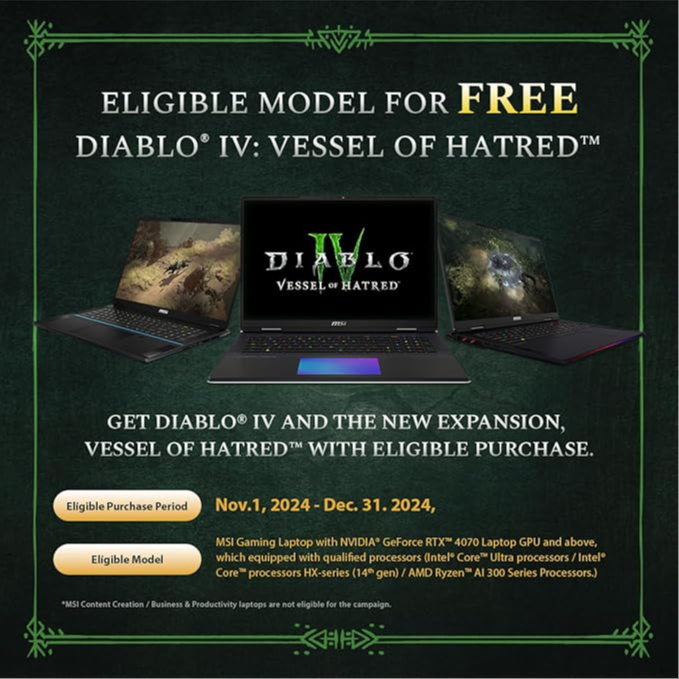 ELIGIBLE MODEL FOR FREE
DIABLO® IV: VESSEL OF HATRED™
DIABLO IV
VESSEL OF HATRED
msi
msi
msi
GET DIABLO® IV AND THE NEW EXPANSION,
VESSEL OF HATRED™ WITH ELIGIBLE PURCHASE.
Eligible Purchase Period
Nov.1, 2024 - Dec. 31. 2024,
Eligible Model
MSI Gaming Laptop with NVIDIA® GeForce RTX™ 4070 Laptop GPU and above,
which equipped with qualified processors (Intel® Core™ Ultra processors / Intel®
Core™ processors HX-series (14th gen) / AMD Ryzen™ AI 300 Series Processors.)
*MSI Content Creation / Business & Productivity laptops are not eligible for the campaign.